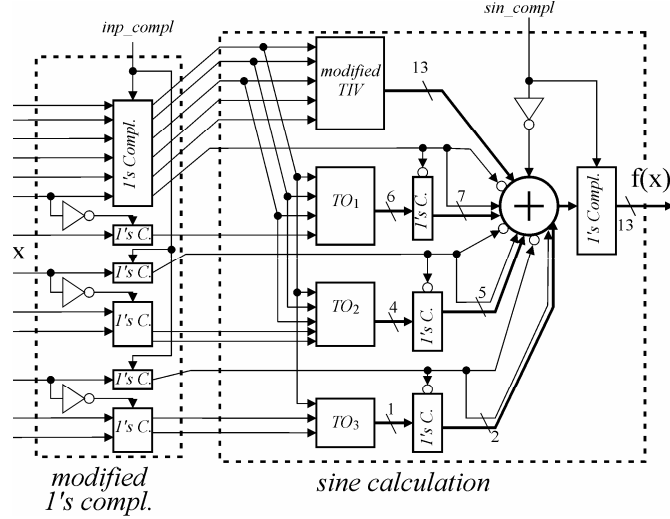 inp_compl
sin_compl
modified
TIV
13
1's Compl.
TO1
6
1's C.
7
1's Compl.
f(x)
13
1's C.
x
1's C.
1's C.
TO2
4
1's C.
5
1's C.
1's C.
TO3
1
1's C.
2
modified
1's compl.
sine calculation